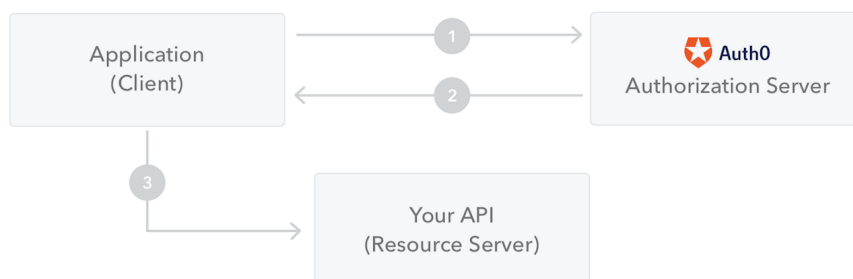 Application
(Client)
1
Auth0
Authorization Server
2
3
Your API
(Resource Server)